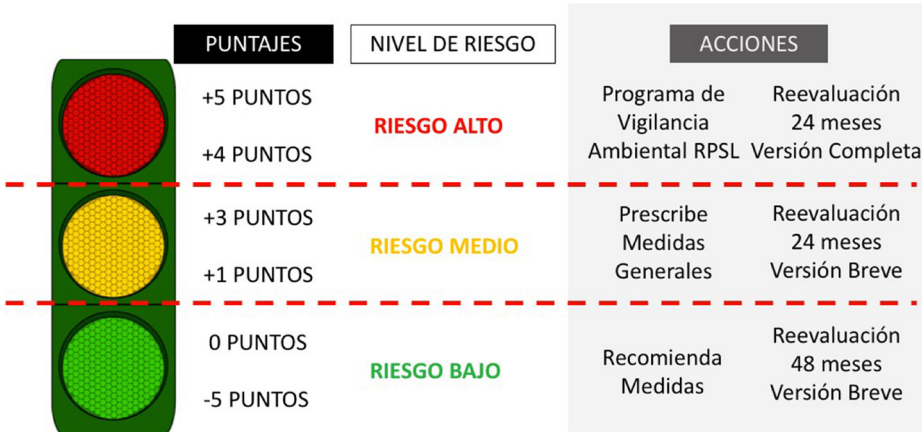 PUNTAJES
NIVEL DE RIESGO
ACCIONES
+5 PUNTOS
+4 PUNTOS
RIESGO ALTO
Programa de
Vigilancia
Ambiental RPSL
Reevaluación
24 meses
Versión Completa
+3 PUNTOS
+1 PUNTOS
RIESGO MEDIO
Prescribe
Medidas
Generales
Reevaluación
24 meses
Versión Breve
0 PUNTOS
-5 PUNTOS
RIESGO BAJO
Recomienda
Medidas
Reevaluación
48 meses
Versión Breve